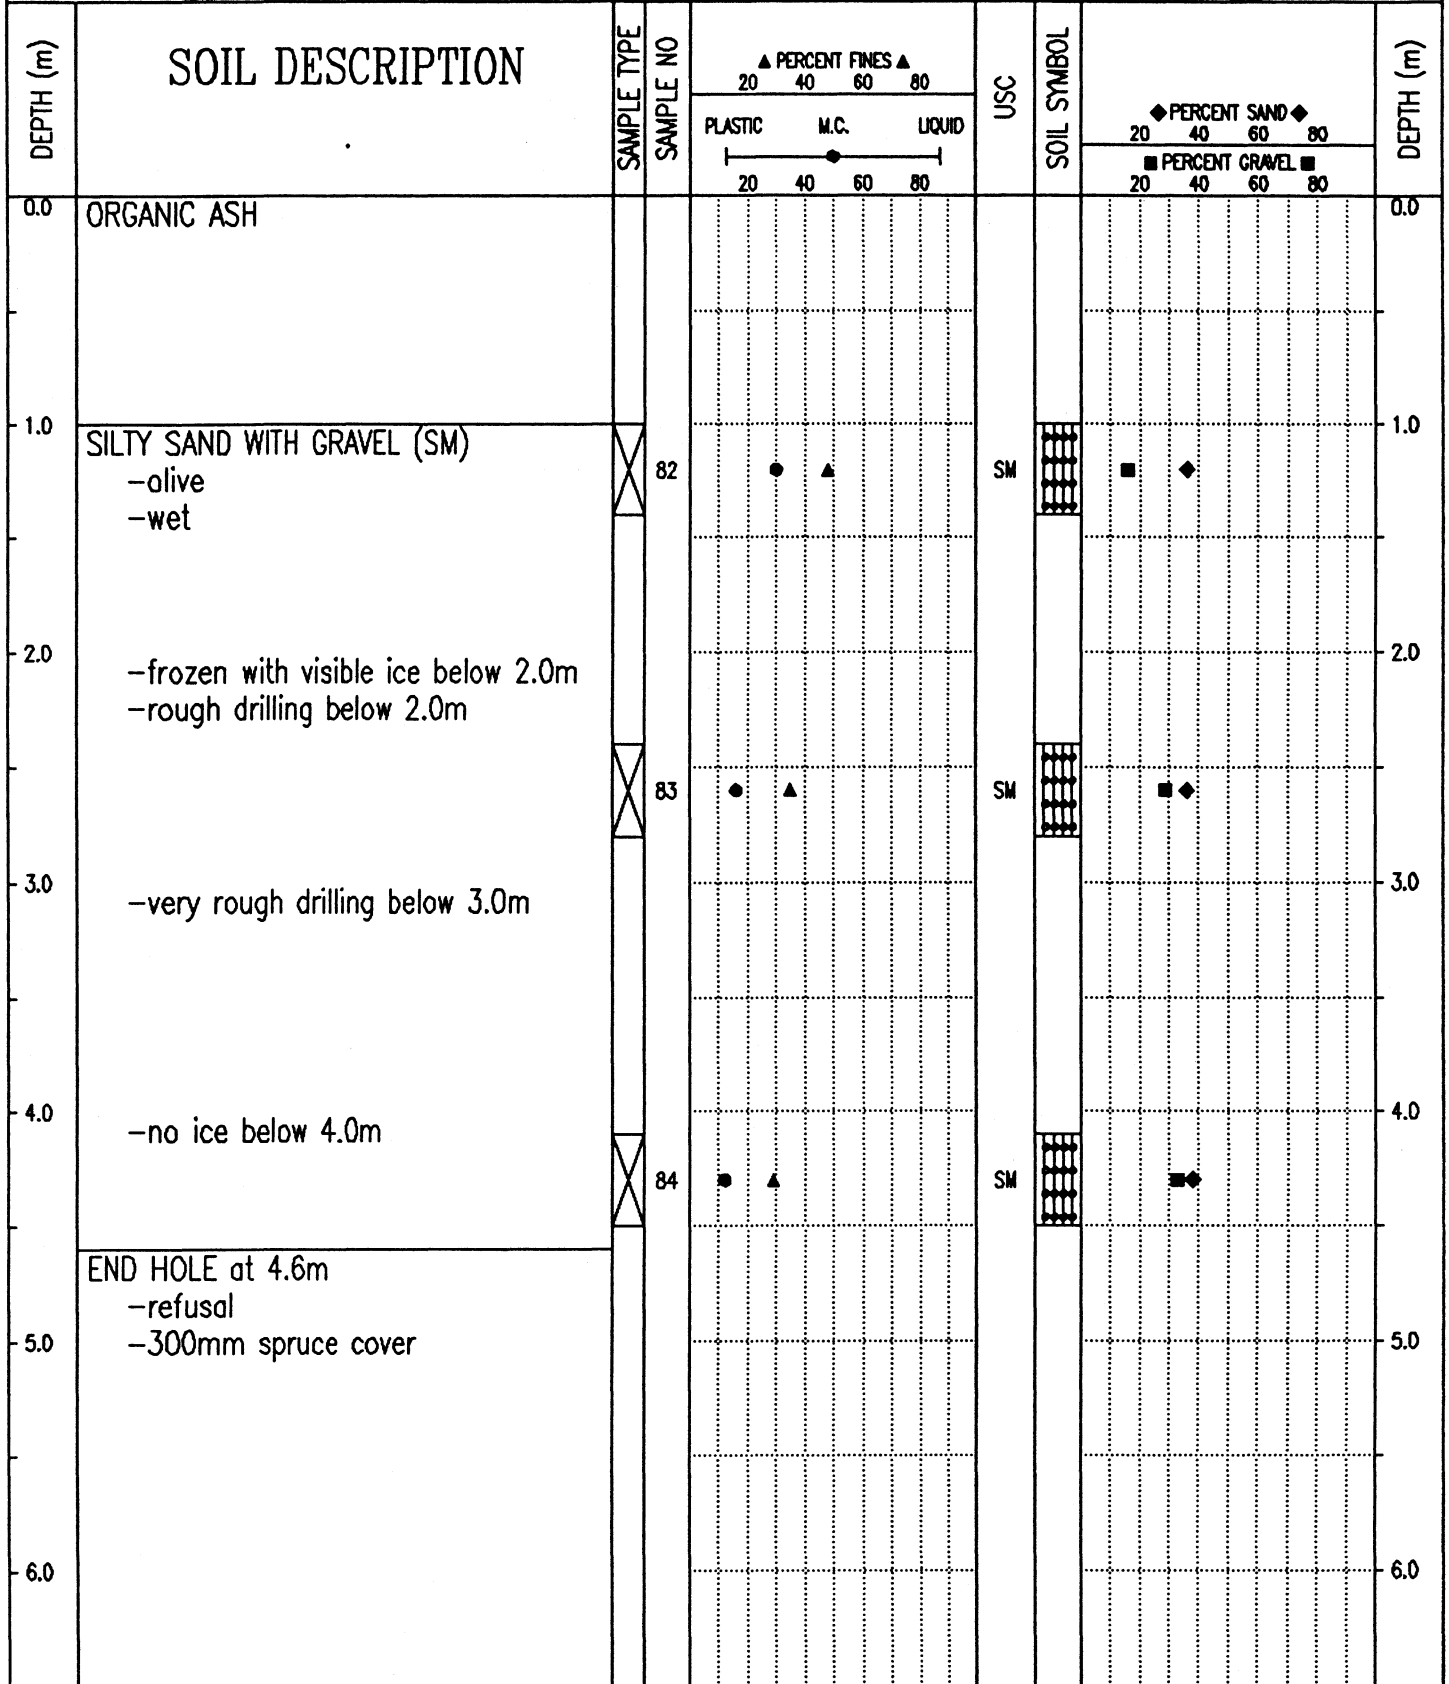 DEPTH (m)
SOIL DESCRIPTION
SAMPLE TYPE
SAMPLE NO
▲ PERCENT FINES ▲
20 40 60 80
PLASTIC M.C. LIQUID
20 40 60 80
USC
SOIL SYMBOL
◆ PERCENT SAND ◆
20 40 60 80
■ PERCENT GRAVEL ■
20 40 60 80
DEPTH (m)
0.0 ORGANIC ASH 0.0
1.0 1.0
SILTY SAND WITH GRAVEL (SM)
82 SM
-olive
-wet
2.0 2.0
-frozen with visible ice below 2.0m
-rough drilling below 2.0m
83 SM
3.0 3.0
-very rough drilling below 3.0m
4.0 4.0
-no ice below 4.0m
84 SM
END HOLE at 4.6m
-refusal
5.0 -300mm spruce cover 5.0
6.0 6.0